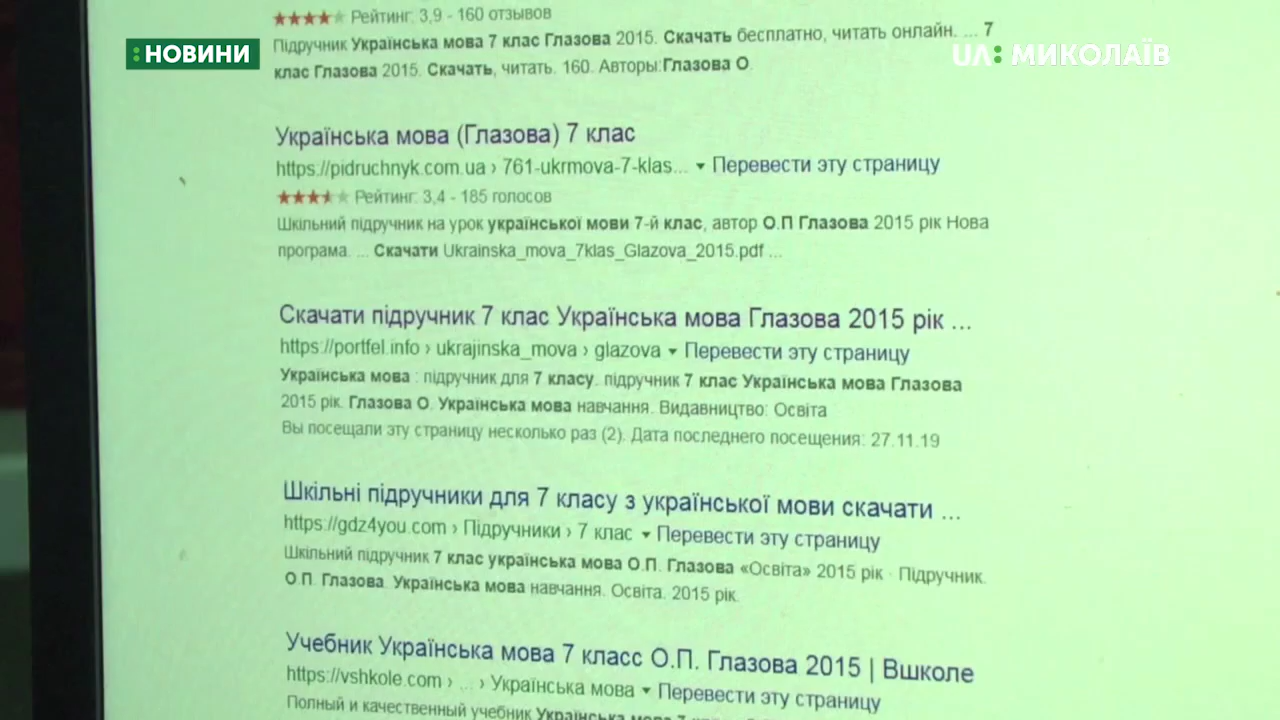 Рейтинг: 3,9 - 160 отзывов
Підручник Українська мова 7 клас Глазова 2015. Скачать бесплатно, читать онлайн. ... 7
клас Глазова 2015. Скачать, читать. 160. Авторы:Глазова О.
:НОВИНИ
UA: МИКОЛАЇВ
Українська мова (Глазова) 7 клас
https://pidruchnyk.com.ua › 761-ukrmova-7-klas... ▾ Перевести эту страницу
Рейтинг: 3,4 - 185 голосов
Шкільний підручник на урок української мови 7-й клас, автор О.П Глазова 2015 рік Нова
програма. ... Скачати Ukrainska_mova_7klas_Glazova_2015.pdf ...
Скачати підручник 7 клас Українська мова Глазова 2015 рік ...
https://portfel.info › ukrajinska_mova › glazova ▾ Перевести эту страницу
Українська мова : підручник для 7 класу. підручник 7 клас Українська мова Глазова
2015 рік. Глазова О. Українська мова навчання. Видавництво: Освіта
Вы посещали эту страницу несколько раз (2). Дата последнего посещения: 27.11.19
Шкільні підручники для 7 класу з української мови скачати ...
https://gdz4you.com › Підручники › 7 клас ▾ Перевести эту страницу
Шкільний підручник 7 клас українська мова О.П. Глазова «Освіта» 2015 рік · Підручник.
О.П. Глазова. Українська мова навчання. Освіта. 2015 рік.
Учебник Українська мова 7 класс О.П. Глазова 2015 | Вшколе
https://vshkole.com › ... › Українська мова ▾ Перевести эту страницу
Полный и качественный учебник Українська мова 7